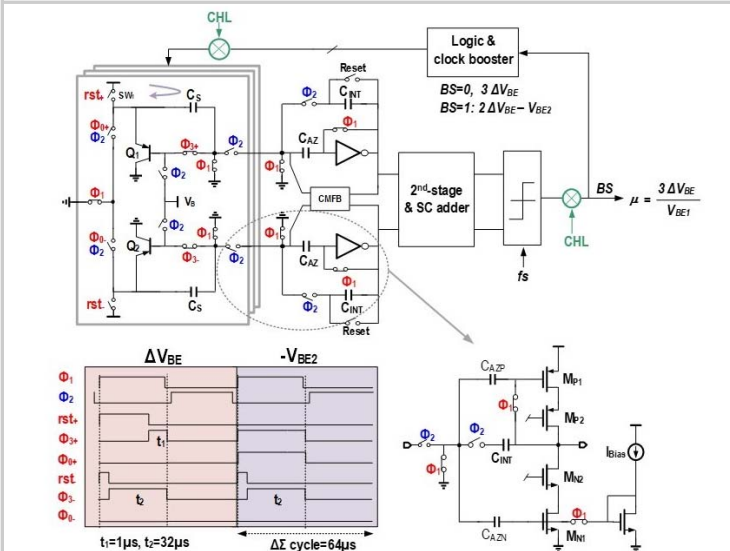 CHL
Logic &
clock booster
BS=0, 3 ΔVBE
BS=1: 2 ΔVBE – VBE2
Reset
Φ2
CINT
rst+
SW1
CS
Φ0+
Φ2
Q1
Φ3+
Φ1
Φ2
CAZ
Φ1
Φ1
Φ2
Φ1
VB
CMFB
2nd-stage
& SC adder
BS
μ = 3 ΔVBE / VBE1
CHL
fs
Φ0-
Φ2
Φ2
Q2
Φ1
Φ3-
Φ2
Φ1
CAZ
Φ1
Φ2
CINT
Reset
rst-
CS
ΔVBE
-VBE2
Φ1
Φ2
rst+
Φ3+
t1
Φ0+
rst-
Φ3-
t2
t2
Φ0-
t1=1μs, t2=32μs
ΔΣ cycle=64μs
CAZP
MP1
Φ1
MP2
Φ2
Φ2
CINT
Φ1
IBias
MN2
Φ1
CAZN
MN1